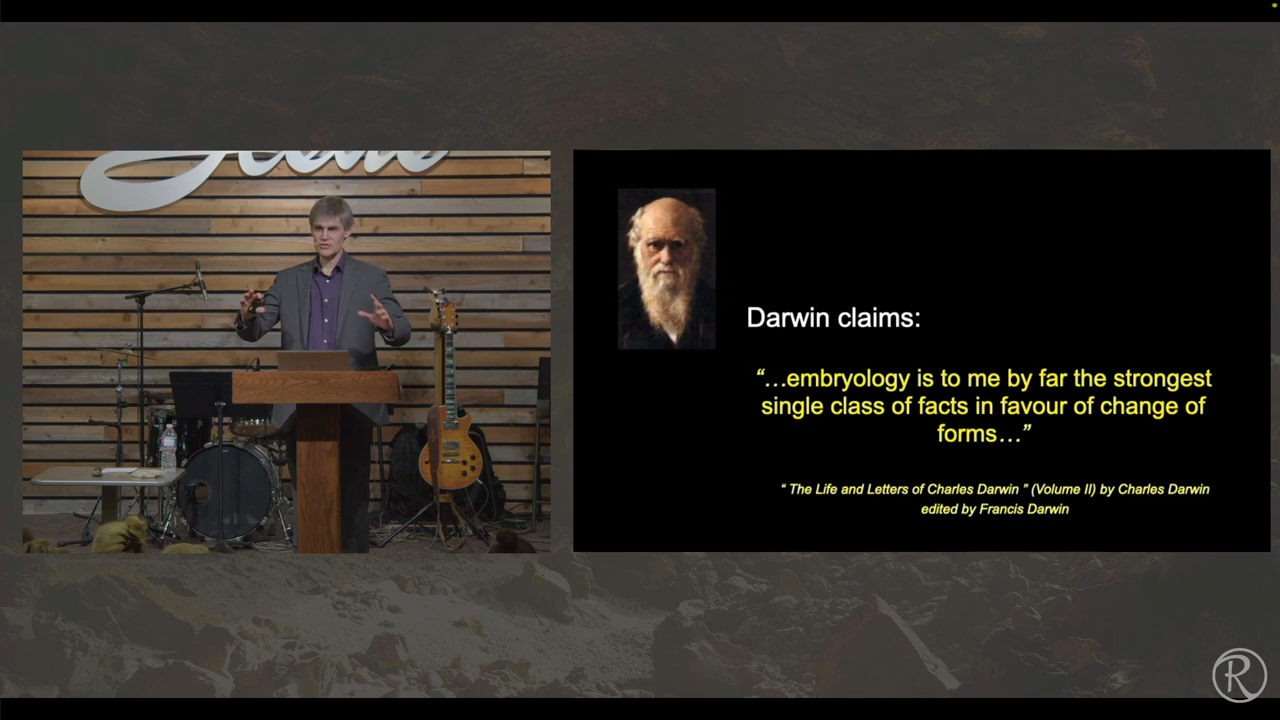 Darwin claims:
“…embryology is to me by far the strongest
single class of facts in favour of change of
forms…”
“ The Life and Letters of Charles Darwin ” (Volume II) by Charles Darwin
edited by Francis Darwin
R